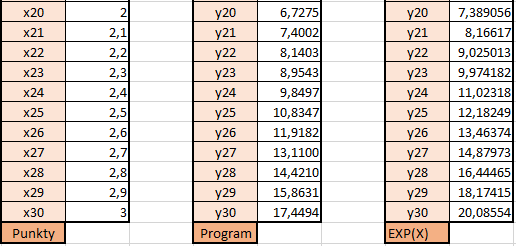 x20 2 y20 6,7275 y20 7,389056
x21 2,1 y21 7,4002 y21 8,16617
x22 2,2 y22 8,1403 y22 9,025013
x23 2,3 y23 8,9543 y23 9,974182
x24 2,4 y24 9,8497 y24 11,02318
x25 2,5 y25 10,8347 y25 12,18249
x26 2,6 y26 11,9182 y26 13,46374
x27 2,7 y27 13,1100 y27 14,87973
x28 2,8 y28 14,4210 y28 16,44465
x29 2,9 y29 15,8631 y29 18,17415
x30 3 y30 17,4494 y30 20,08554
Punkty Program EXP(X)